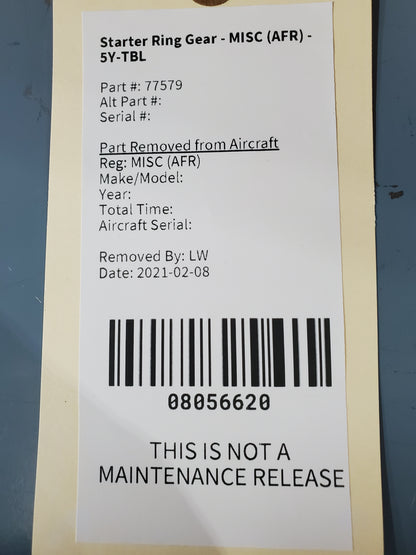 Starter Ring Gear - MISC (AFR) -
5Y-TBL
Part #: 77579
Alt Part #:
Serial #:
Part Removed from Aircraft
Reg: MISC (AFR)
Make/Model:
Year:
Total Time:
Aircraft Serial:
Removed By: LW
Date: 2021-02-08
08056620
THIS IS NOT A
MAINTENANCE RELEASE